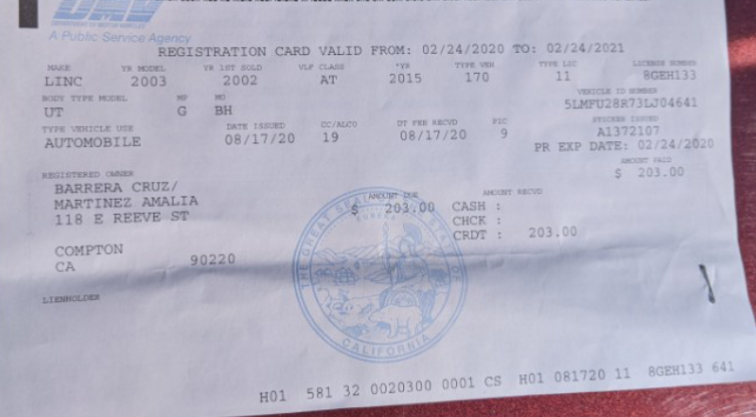 DMV
DEPARTMENT OF MOTOR VEHICLES
A Public Service Agency
REGISTRATION CARD VALID FROM: 02/24/2020 TO: 02/24/2021
MAKE YR MODEL YR 1ST SOLD VLF CLASS *YR TYPE VEH TYPE LIC LICENSE NUMBER
LINC 2003 2002 AT 2015 170 11 8GEH133
BODY TYPE MODEL MP MO VEHICLE ID NUMBER
UT G BH 5LMFU28R73LJ04641
TYPE VEHICLE USE DATE ISSUED CC/ALCO DT FEE RECVD PIC STICKER ISSUED
AUTOMOBILE 08/17/20 19 08/17/20 9 A1372107
PR EXP DATE: 02/24/2020
REGISTERED OWNER AMOUNT PAID
BARRERA CRUZ/ $ 203.00
MARTINEZ AMALIA AMOUNT DUE AMOUNT RECVD
118 E REEVE ST $ 203.00 CASH :
CHCK :
CRDT : 203.00
COMPTON
CA 90220
LIENHOLDER
THE GREAT SEAL OF THE STATE OF CALIFORNIA
EUREKA
H01 581 32 0020300 0001 CS H01 081720 11 8GEH133 641